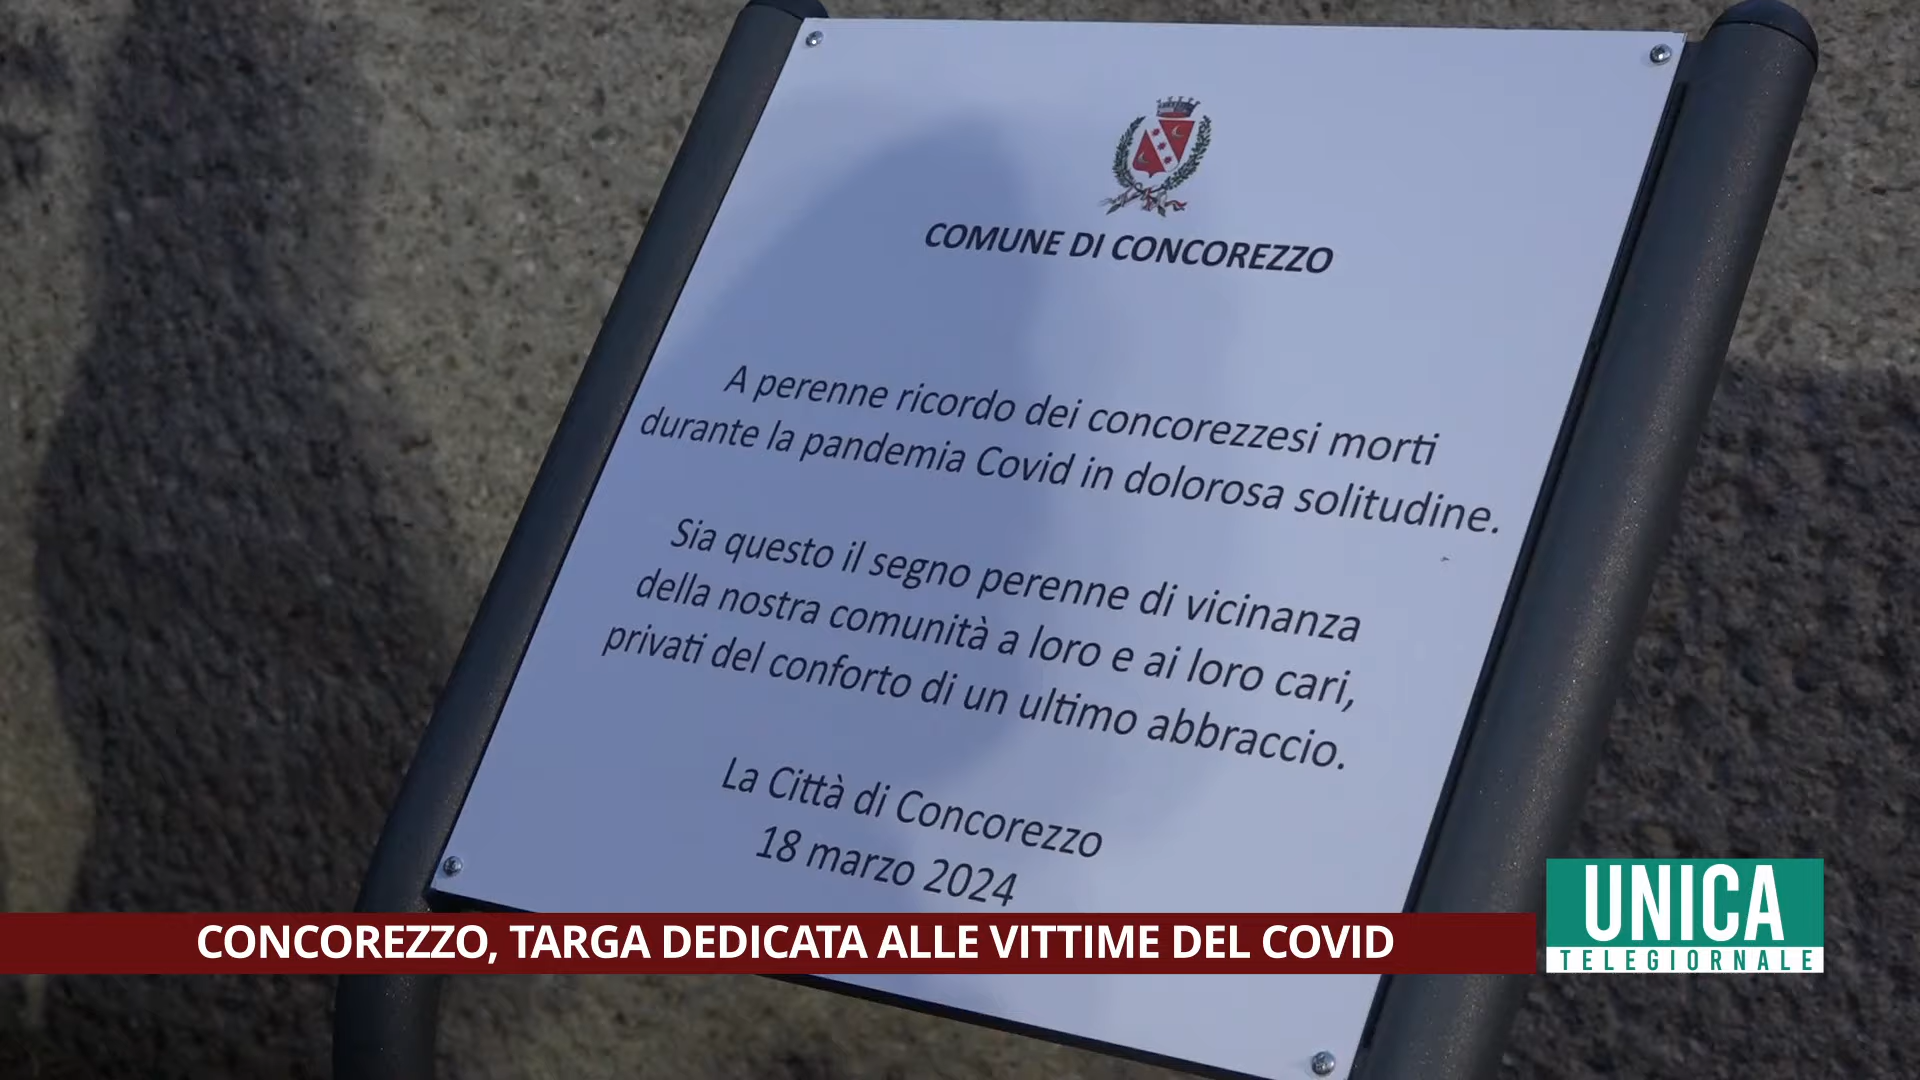 COMUNE DI CONCOREZZO
A perenne ricordo dei concorezzesi morti
durante la pandemia Covid in dolorosa solitudine.
Sia questo il segno perenne di vicinanza
della nostra comunità a loro e ai loro cari,
privati del conforto di un ultimo abbraccio.
La Città di Concorezzo
18 marzo 2024
CONCOREZZO, TARGA DEDICATA ALLE VITTIME DEL COVID
UNICA
TELEGIORNALE